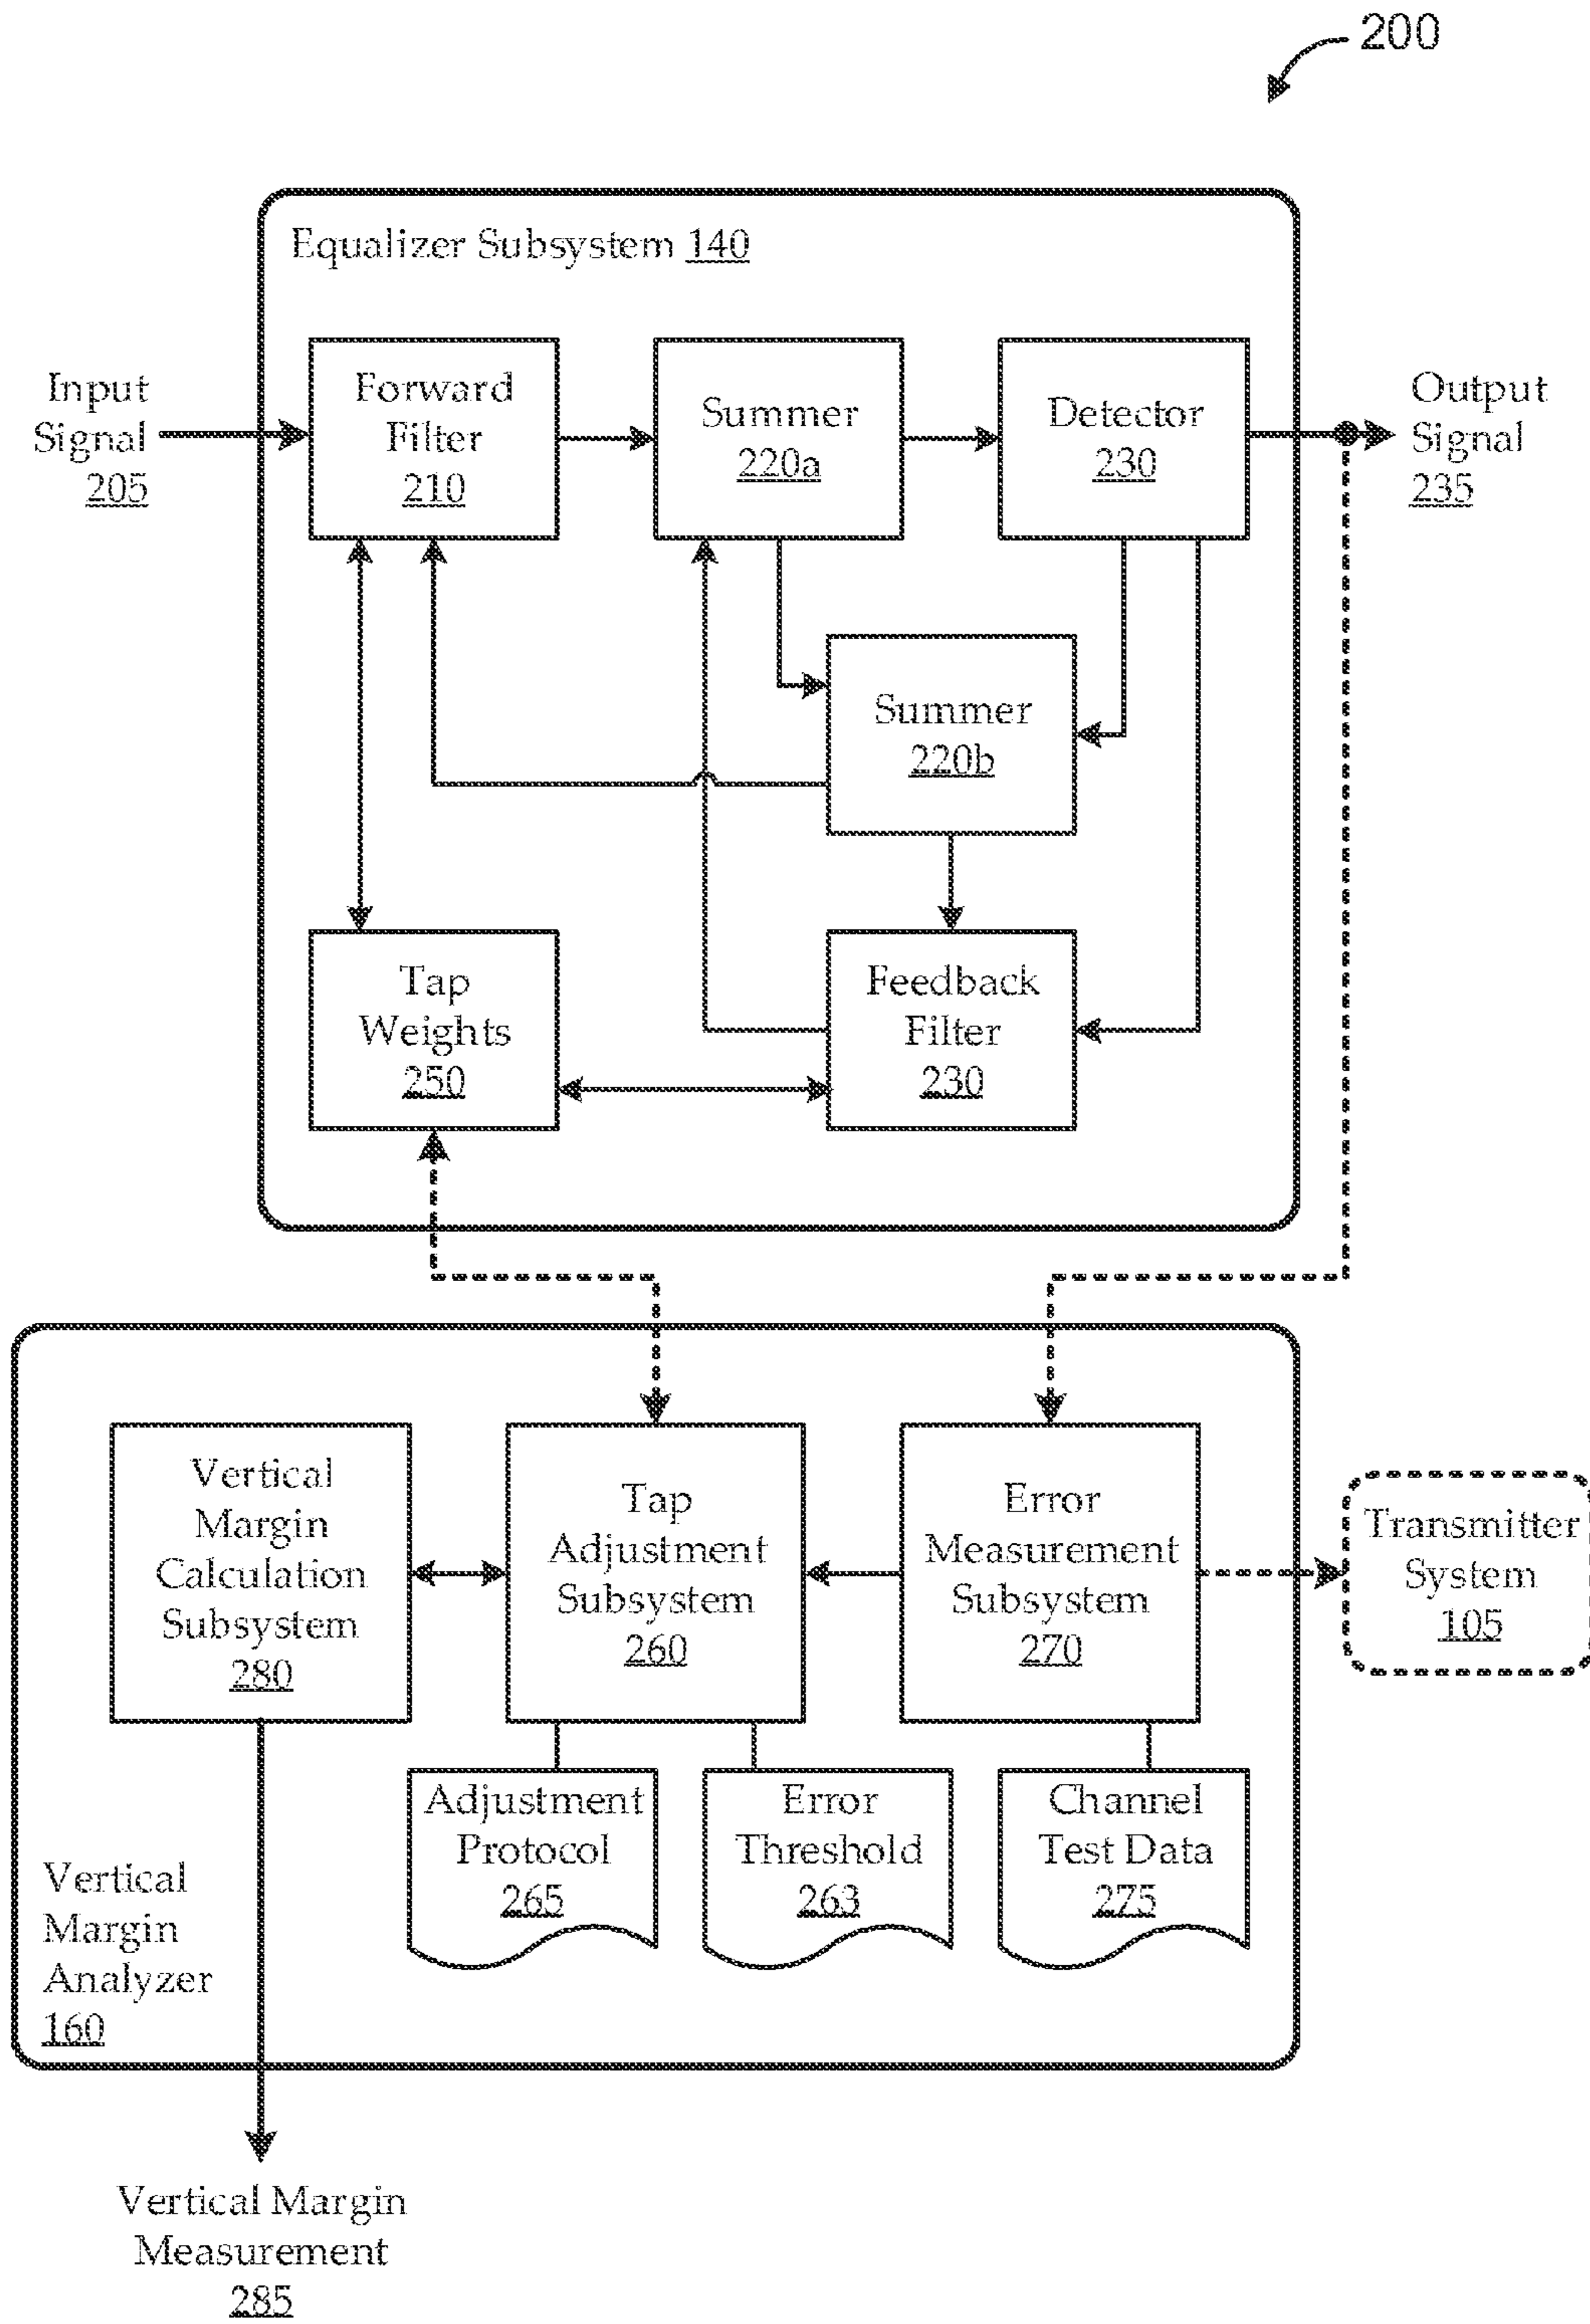 200
Equalizer Subsystem 140
Input
Signal
205
Forward
Filter
210
Summer
220a
Detector
230
Output
Signal
235
Summer
220b
Tap
Weights
250
Feedback
Filter
230
Vertical
Margin
Calculation
Subsystem
280
Tap
Adjustment
Subsystem
260
Error
Measurement
Subsystem
270
Transmitter
System
105
Adjustment
Protocol
265
Error
Threshold
263
Channel
Test Data
275
Vertical
Margin
Analyzer
160
Vertical Margin
Measurement
285